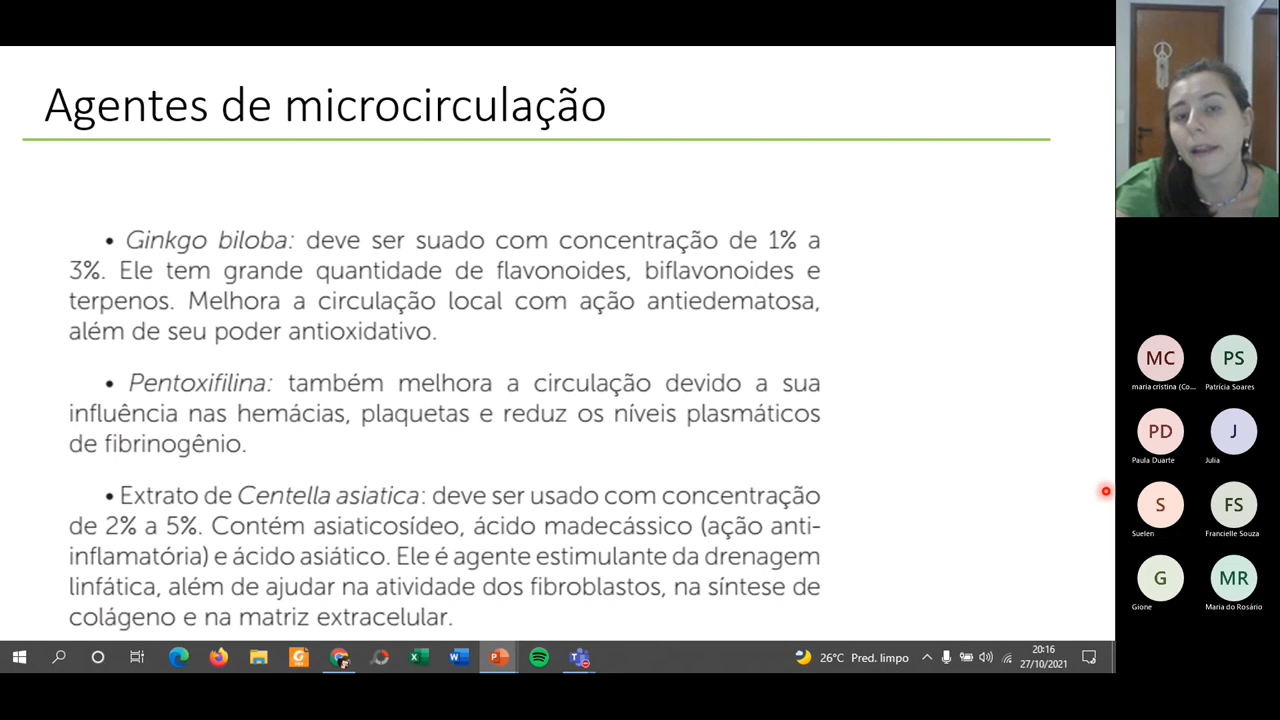 Agentes de microcirculação
• Ginkgo biloba: deve ser suado com concentração de 1% a
3%. Ele tem grande quantidade de flavonoides, biflavonoides e
terpenos. Melhora a circulação local com ação antiedematosa,
além de seu poder antioxidativo.
• Pentoxifilina: também melhora a circulação devido a sua
influência nas hemácias, plaquetas e reduz os níveis plasmáticos
de fibrinogênio.
• Extrato de Centella asiatica: deve ser usado com concentração
de 2% a 5%. Contém asiaticosídeo, ácido madecássico (ação anti-
inflamatória) e ácido asiático. Ele é agente estimulante da drenagem
linfática, além de ajudar na atividade dos fibroblastos, na síntese de
colágeno e na matriz extracelular.
MC PS
maria cristina (Co... Patrícia Soares
PD J
Paula Duarte Julia
S FS
Suelen Francielle Souza
G MR
Gione Maria do Rosário
26°C Pred. limpo
20:16
27/10/2021